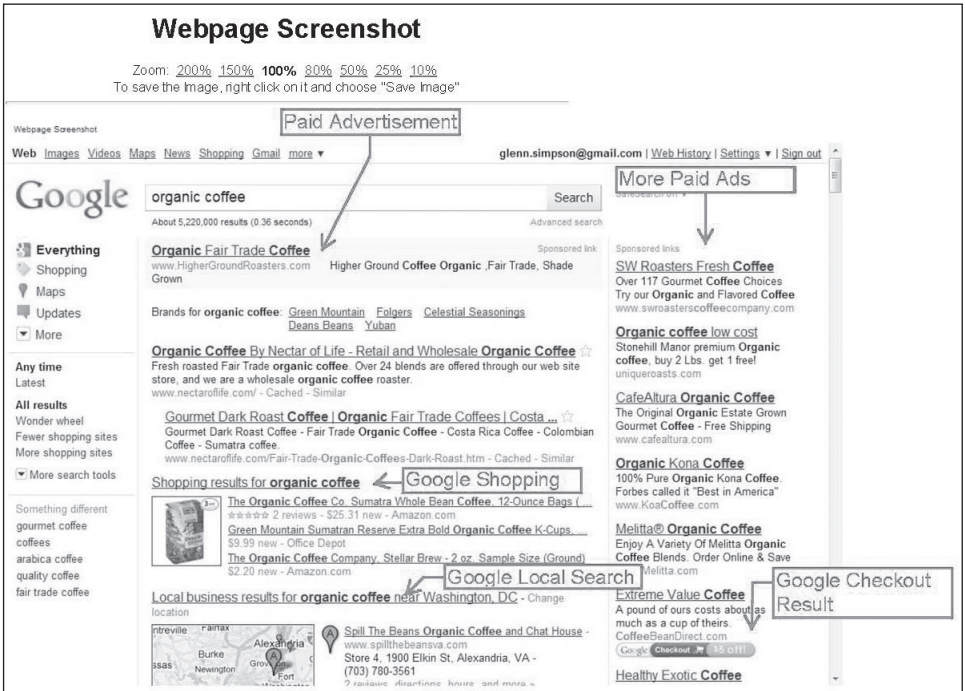 Webpage Screenshot
Zoom: 200% 150% 100% 80% 50% 25% 10%
To save the Image, right click on it and choose "Save Image"
Webpage Screenshot
Paid Advertisement
Web Images Videos Maps News Shopping Gmail more ▼
glenn.simpson@gmail.com | Web History | Settings ▼ | Sign out
More Paid Ads
Google
organic coffee
Search
About 5,220,000 results (0.36 seconds)
Advanced search
Everything
Shopping
Maps
Updates
More
Any time
Latest
All results
Wonder wheel
Fewer shopping sites
More shopping sites
More search tools
Something different
gourmet coffee
coffees
arabica coffee
quality coffee
fair trade coffee
Organic Fair Trade Coffee
Sponsored link
www.HigherGroundRoasters.com Higher Ground Coffee Organic ,Fair Trade, Shade
Grown
Brands for organic coffee: Green Mountain Folgers Celestial Seasonings
Deans Beans Yuban
Organic Coffee By Nectar of Life - Retail and Wholesale Organic Coffee
Fresh roasted Fair Trade organic coffee. Over 24 blends are offered through our web site
store, and we are a wholesale organic coffee roaster.
www.nectaroflife.com/ - Cached - Similar
Gourmet Dark Roast Coffee | Organic Fair Trade Coffees | Costa ...
Gourmet Dark Roast Coffee - Fair Trade Organic Coffee - Costa Rica Coffee - Colombian
Coffee - Sumatra coffee.
www.nectaroflife.com/Fair-Trade-Organic-Coffees-Dark-Roast.htm - Cached - Similar
Shopping results for organic coffee
Google Shopping
The Organic Coffee Co. Sumatra Whole Bean Coffee, 12-Ounce Bags ( ...
2 reviews - $25.31 new - Amazon.com
Green Mountain Sumatran Reserve Extra Bold Organic Coffee K-Cups, ...
$9.99 new - Office Depot
The Organic Coffee Company, Stellar Brew - 2 oz. Sample Size (Ground)
$2.20 new - Amazon.com
Google Local Search
Local business results for organic coffee near Washington, DC - Change
location
ntreville
Fairfax
Alexandria
Burke
ssas
Newington
Fort
A
A
Spill The Beans Organic Coffee and Chat House -
www.spillthebeansva.com
Store 4, 1900 Elkin St, Alexandria, VA -
(703) 780-3561
2 reviews, directions, hours, and more »
Sponsored links
SW Roasters Fresh Coffee
Over 117 Gourmet Coffee Choices
Try our Organic and Flavored Coffee
www.swroasterscoffeecompany.com
Organic coffee low cost
Stonehill Manor premium Organic
coffee, buy 2 Lbs. get 1 free!
uniqueroasts.com
CafeAltura Organic Coffee
The Original Organic Estate Grown
Gourmet Coffee - Free Shipping
www.cafealtura.com
Organic Kona Coffee
100% Pure Organic Kona Coffee.
Forbes called it "Best in America"
www.KoaCoffee.com
Melitta® Organic Coffee
Enjoy A Variety Of Melitta Organic
Coffee Blends. Order Online & Save
Melitta.com
Google Checkout
Result
Extreme Value Coffee
A pound of ours costs about as
much as a cup of theirs.
CoffeeBeanDirect.com
Google Checkout $5 off!
Healthy Exotic Coffee